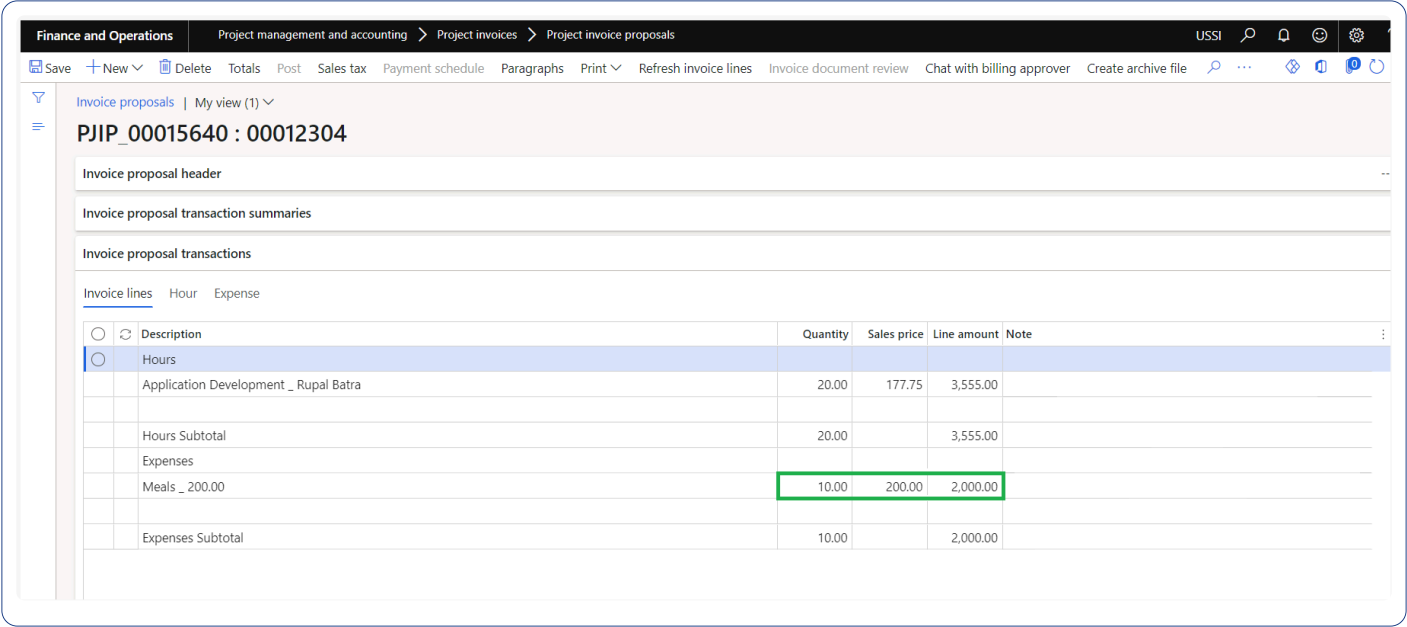 Finance and Operations Project management and accounting Project invoices Project invoice proposals USSI
Save New Delete Totals Post Sales tax Payment schedule Paragraphs Print Refresh invoice lines Invoice document review Chat with billing approver Create archive file ... 0
Invoice proposals | My view (1)
PJIP_00015640 : 00012304
Invoice proposal header --
Invoice proposal transaction summaries
Invoice proposal transactions
Invoice lines Hour Expense
Description Quantity Sales price Line amount Note
Hours
Application Development _ Rupal Batra 20.00 177.75 3,555.00
Hours Subtotal 20.00 3,555.00
Expenses
Meals _ 200.00 10.00 200.00 2,000.00
Expenses Subtotal 10.00 2,000.00